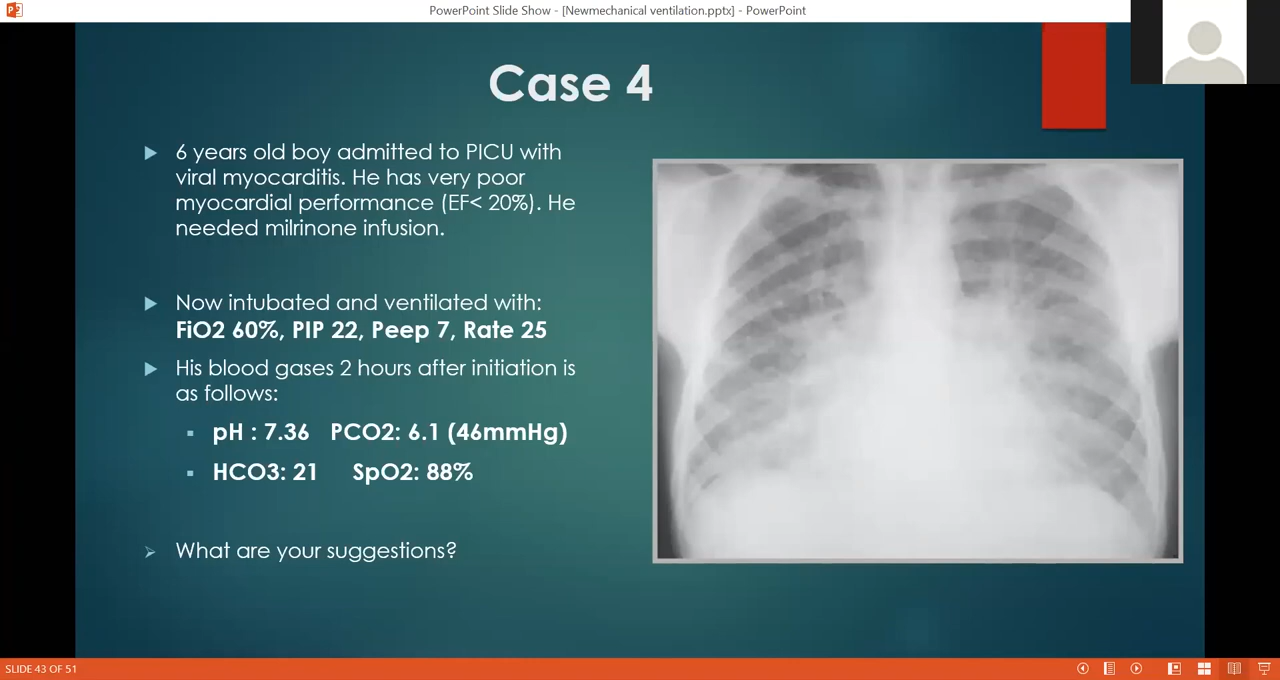 PowerPoint Slide Show - [Newmechanical ventilation.pptx] - PowerPoint
Case 4
6 years old boy admitted to PICU with
viral myocarditis. He has very poor
myocardial performance (EF< 20%). He
needed milrinone infusion.
Now intubated and ventilated with:
FiO2 60%, PIP 22, Peep 7, Rate 25
His blood gases 2 hours after initiation is
as follows:
pH : 7.36 PCO2: 6.1 (46mmHg)
HCO3: 21 SpO2: 88%
What are your suggestions?
SLIDE 43 OF 51